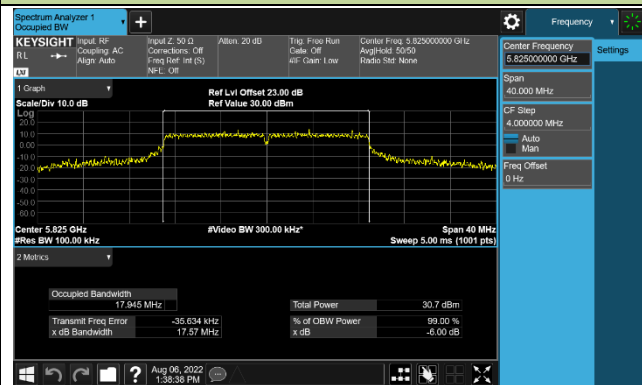 Spectrum Analyzer 1
Occupied BW
Frequency
KEYSIGHT
RL
LXI
Input: RF
Coupling: AC
Align: Auto
Input Z: 50 Ω
Corrections: Off
Freq Ref: Int (S)
NFE: Off
Atten: 20 dB
Trig: Free Run
Gate: Off
#IF Gain: Low
Center Freq: 5.825000000 GHz
Avg|Hold: 50/50
Radio Std: None
Center Frequency
5.825000000 GHz
Settings
Span
40.000 MHz
CF Step
4.000000 MHz
Auto
Man
Freq Offset
0 Hz
1 Graph
Scale/Div 10.0 dB
Ref Lvl Offset 23.00 dB
Ref Value 30.00 dBm
Log
20.0
10.0
0.00
-10.0
-20.0
-30.0
-40.0
-50.0
-60.0
Center 5.825 GHz
#Res BW 100.00 kHz
#Video BW 300.00 kHz*
Span 40 MHz
Sweep 5.00 ms (1001 pts)
2 Metrics
Occupied Bandwidth
17.945 MHz
Total Power 30.7 dBm
Transmit Freq Error -35.634 kHz
% of OBW Power 99.00 %
x dB Bandwidth 17.57 MHz
x dB -6.00 dB
?
Aug 06, 2022
1:38:38 PM